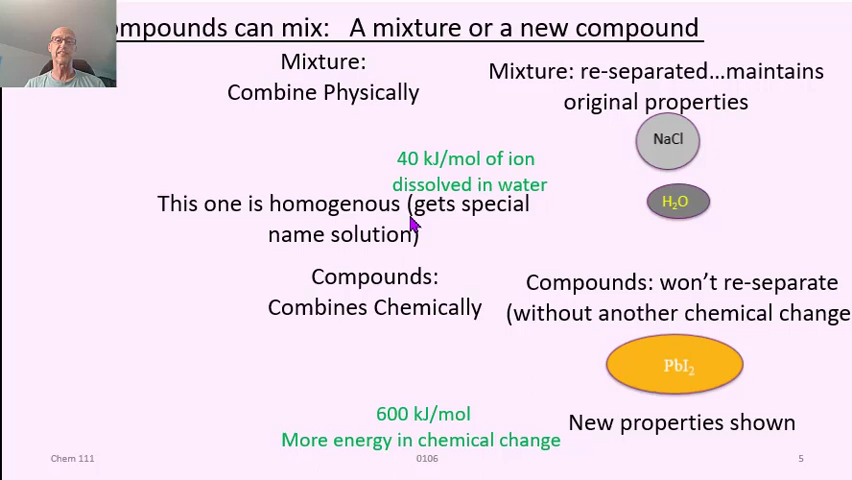 ompounds can mix: A mixture or a new compound
Mixture:
Combine Physically
Mixture: re-separated...maintains
original properties
NaCl
40 kJ/mol of ion
dissolved in water
H₂O
This one is homogenous (gets special
name solution)
Compounds:
Combines Chemically
Compounds: won't re-separate
(without another chemical change
PbI₂
600 kJ/mol
More energy in chemical change
New properties shown
Chem 111
0106
5